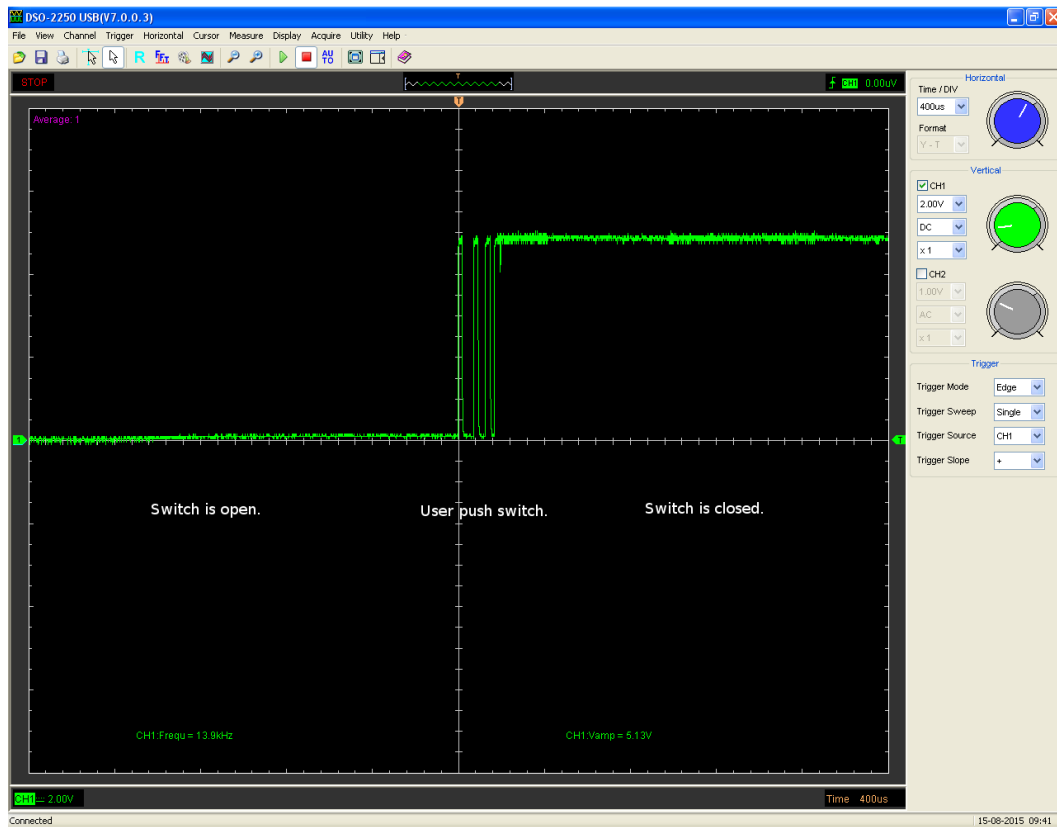 DSO-2250 USB(V7.0.0.3)
File View Channel Trigger Horizontal Cursor Measure Display Acquire Utility Help
R FFT AU TO
STOP
T
CH1 0.00uV
T
Average: 1
1
T
Switch is open.
User push switch.
Switch is closed.
CH1:Frequ = 13.9kHz
CH1:Vamp = 5.13V
CH1 2.00V
Time 400us
Horizontal
Time / DIV
400us
Format
Y - T
Vertical
CH1
2.00V
DC
x 1
CH2
1.00V
AC
x 1
Trigger
Trigger Mode Edge
Trigger Sweep Single
Trigger Source CH1
Trigger Slope +
Connected
15-08-2015 09:41